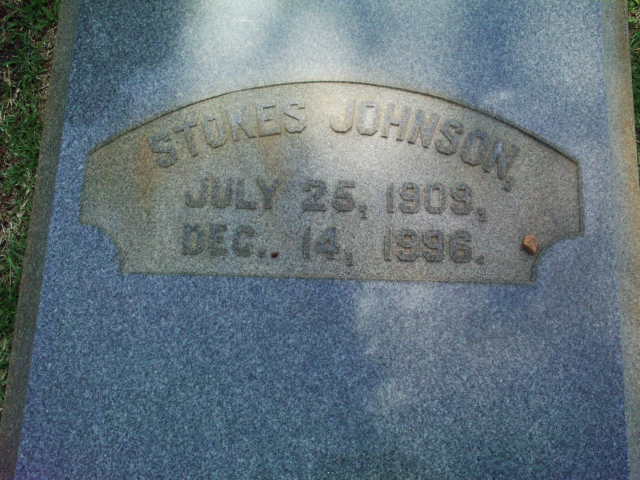 STOKES JOHNSON,
JULY 25, 1909,
DEC. 14, 1996.